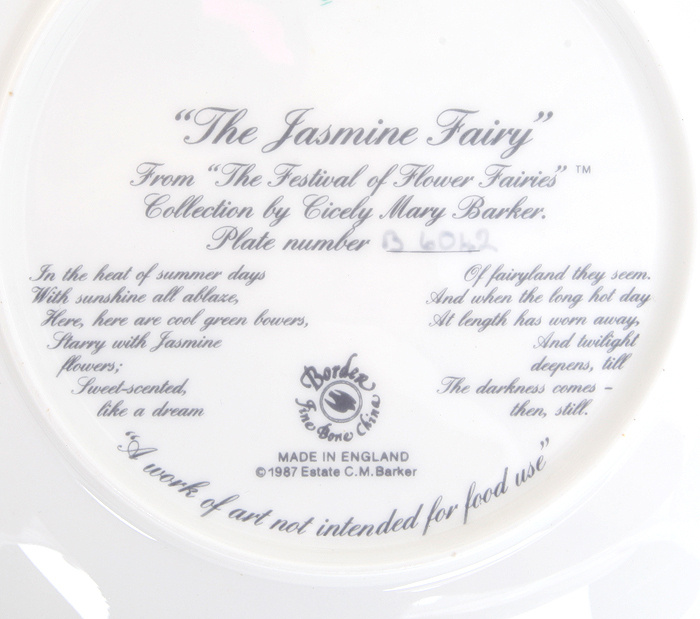 “The Jasmine Fairy”
From “The Festival of Flower Fairies” ™
Collection by Cicely Mary Barker.
Plate number B 6042
In the heat of summer days
With sunshine all ablaze,
Here, here are cool green bowers,
Starry with Jasmine
flowers;
Sweet-scented,
like a dream
Of fairyland they seem.
And when the long hot day
At length has worn away,
And twilight
deepens, till
The darkness comes –
then, still.
Border
Fine Bone China
MADE IN ENGLAND
©1987 Estate C.M.Barker
“A work of art not intended for food use”